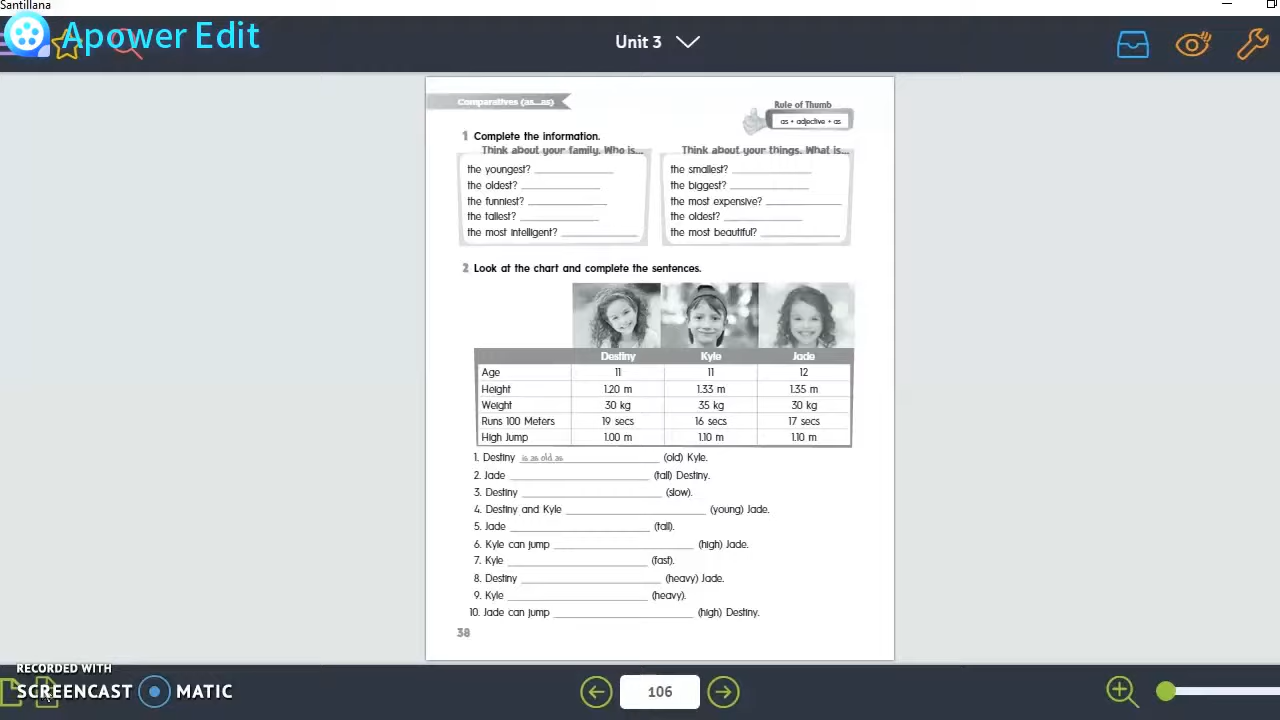 Santillana
Apower Edit
Unit 3
Comparatives (as...as)
Rule of Thumb
as + adjective + as
1 Complete the information.
Think about your family. Who is...
the youngest?
the oldest?
the funniest?
the tallest?
the most intelligent?
Think about your things. What is...
the smallest?
the biggest?
the most expensive?
the oldest?
the most beautiful?
2 Look at the chart and complete the sentences.
Destiny Kyle Jade
Age 11 11 12
Height 1.20 m 1.33 m 1.35 m
Weight 30 kg 35 kg 30 kg
Runs 100 Meters 19 secs 16 secs 17 secs
High Jump 1.00 m 1.10 m 1.10 m
1. Destiny is as old as (old) Kyle.
2. Jade (tall) Destiny.
3. Destiny (slow).
4. Destiny and Kyle (young) Jade.
5. Jade (tall).
6. Kyle can jump (high) Jade.
7. Kyle (fast).
8. Destiny (heavy) Jade.
9. Kyle (heavy).
10. Jade can jump (high) Destiny.
38
RECORDED WITH
SCREENCAST MATIC
106